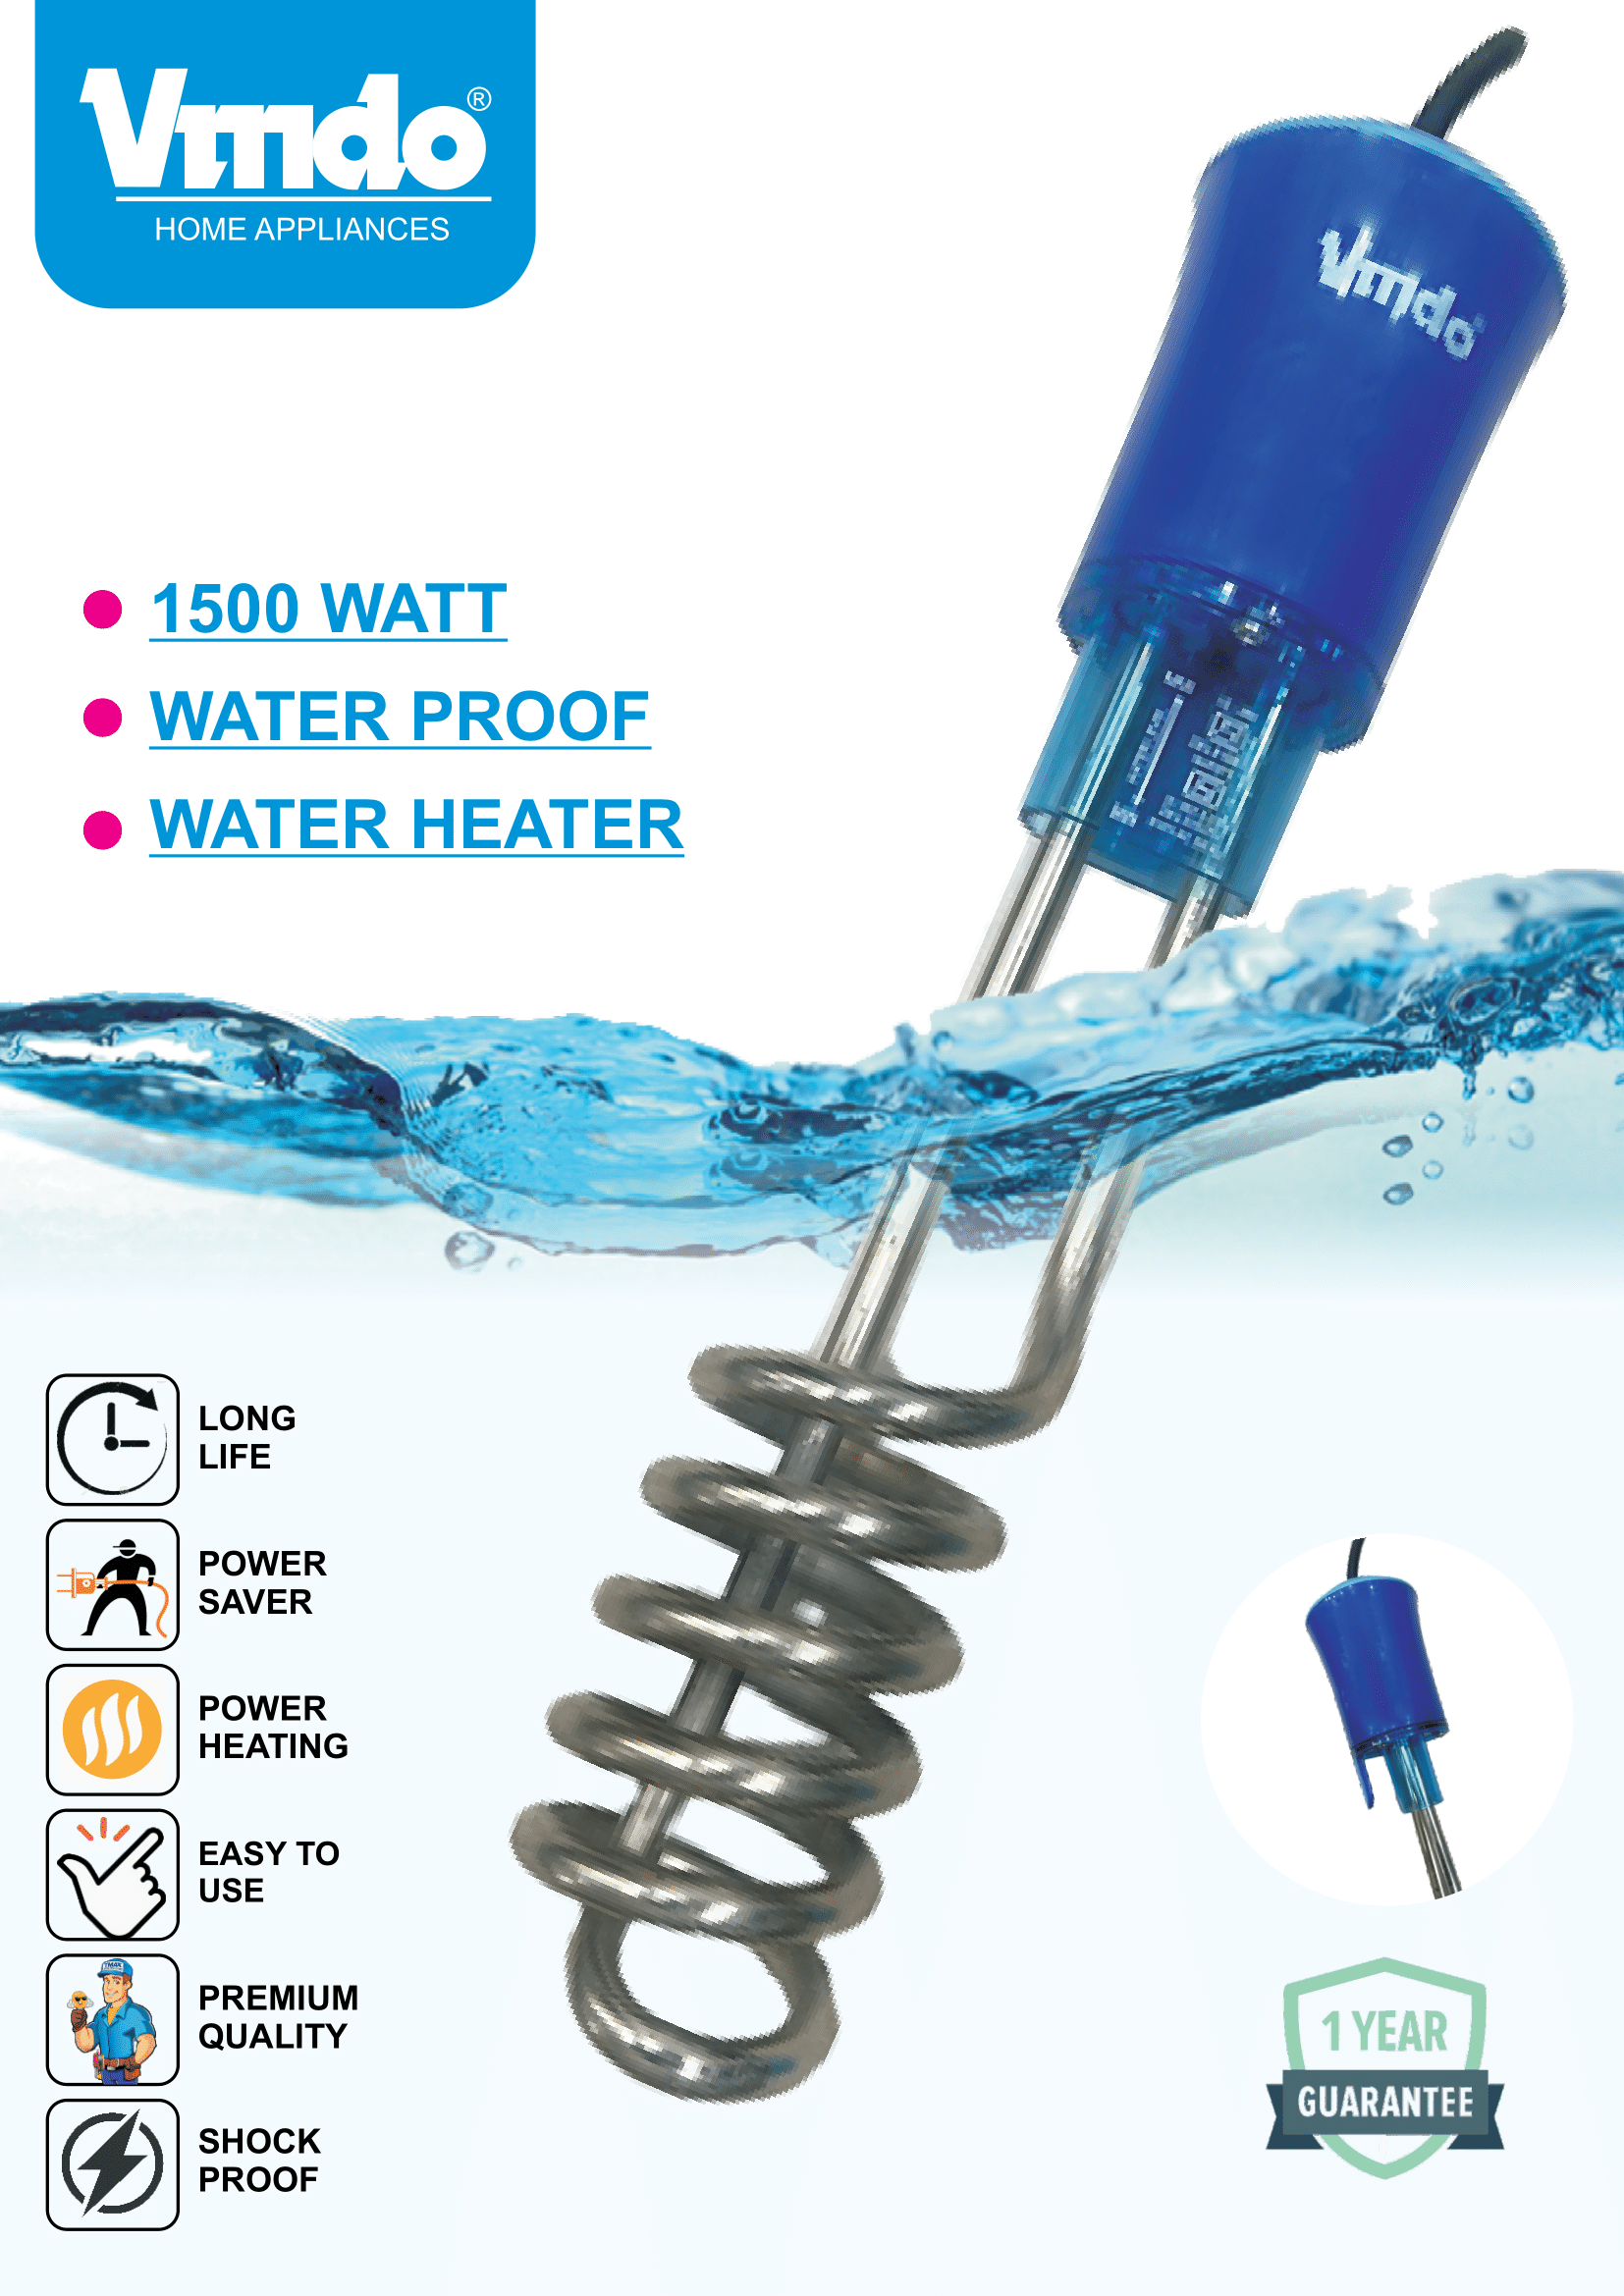 Vmdo®
HOME APPLIANCES
Vmdo
1500 WATT
WATER PROOF
WATER HEATER
LONG
LIFE
POWER
SAVER
POWER
HEATING
EASY TO
USE
TMAK
PREMIUM
QUALITY
SHOCK
PROOF
1 YEAR
GUARANTEE